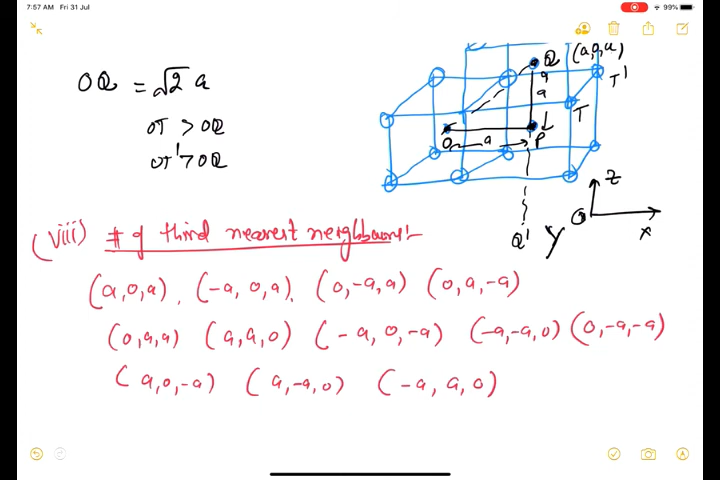 7:57 AM Fri 31 Jul
99%
OQ = √2 a
OT > OQ
OT' > OQ
Q (a,0,a)
T'
a
T
O a P
Q'
Z
Y
O
x
(viii) # of third nearest neighbours:-
(a,0,a), (-a, 0, a), (0,-a,a) (0,a,-a)
(0,a,a) (a,a,0) (-a,0,-a) (-a,-a,0) (0,-a,-a)
(a,0,-a) (a,-a,0) (-a, a, 0)